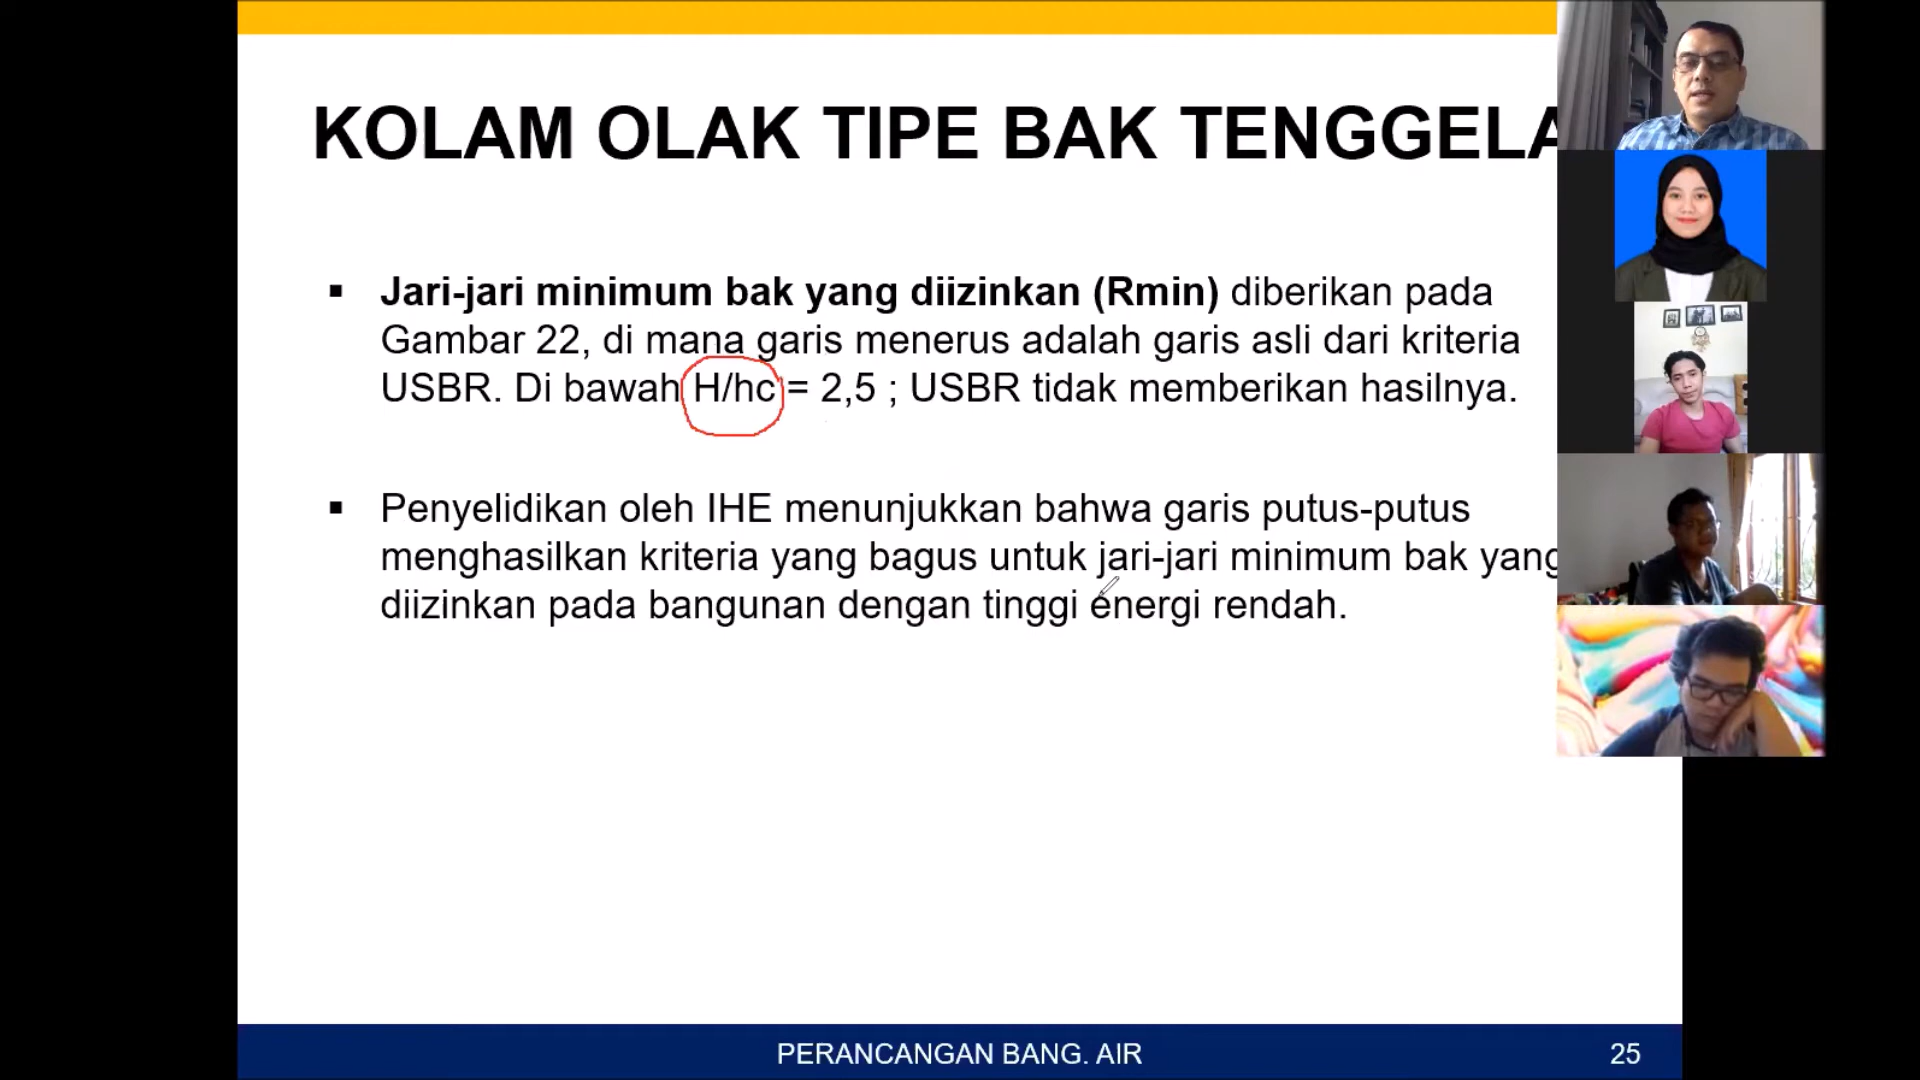 KOLAM OLAK TIPE BAK TENGGELA
▪ Jari-jari minimum bak yang diizinkan (Rmin) diberikan pada
Gambar 22, di mana garis menerus adalah garis asli dari kriteria
USBR. Di bawah H/hc = 2,5 ; USBR tidak memberikan hasilnya.
▪ Penyelidikan oleh IHE menunjukkan bahwa garis putus-putus
menghasilkan kriteria yang bagus untuk jari-jari minimum bak yang
diizinkan pada bangunan dengan tinggi energi rendah.
PERANCANGAN BANG. AIR
25